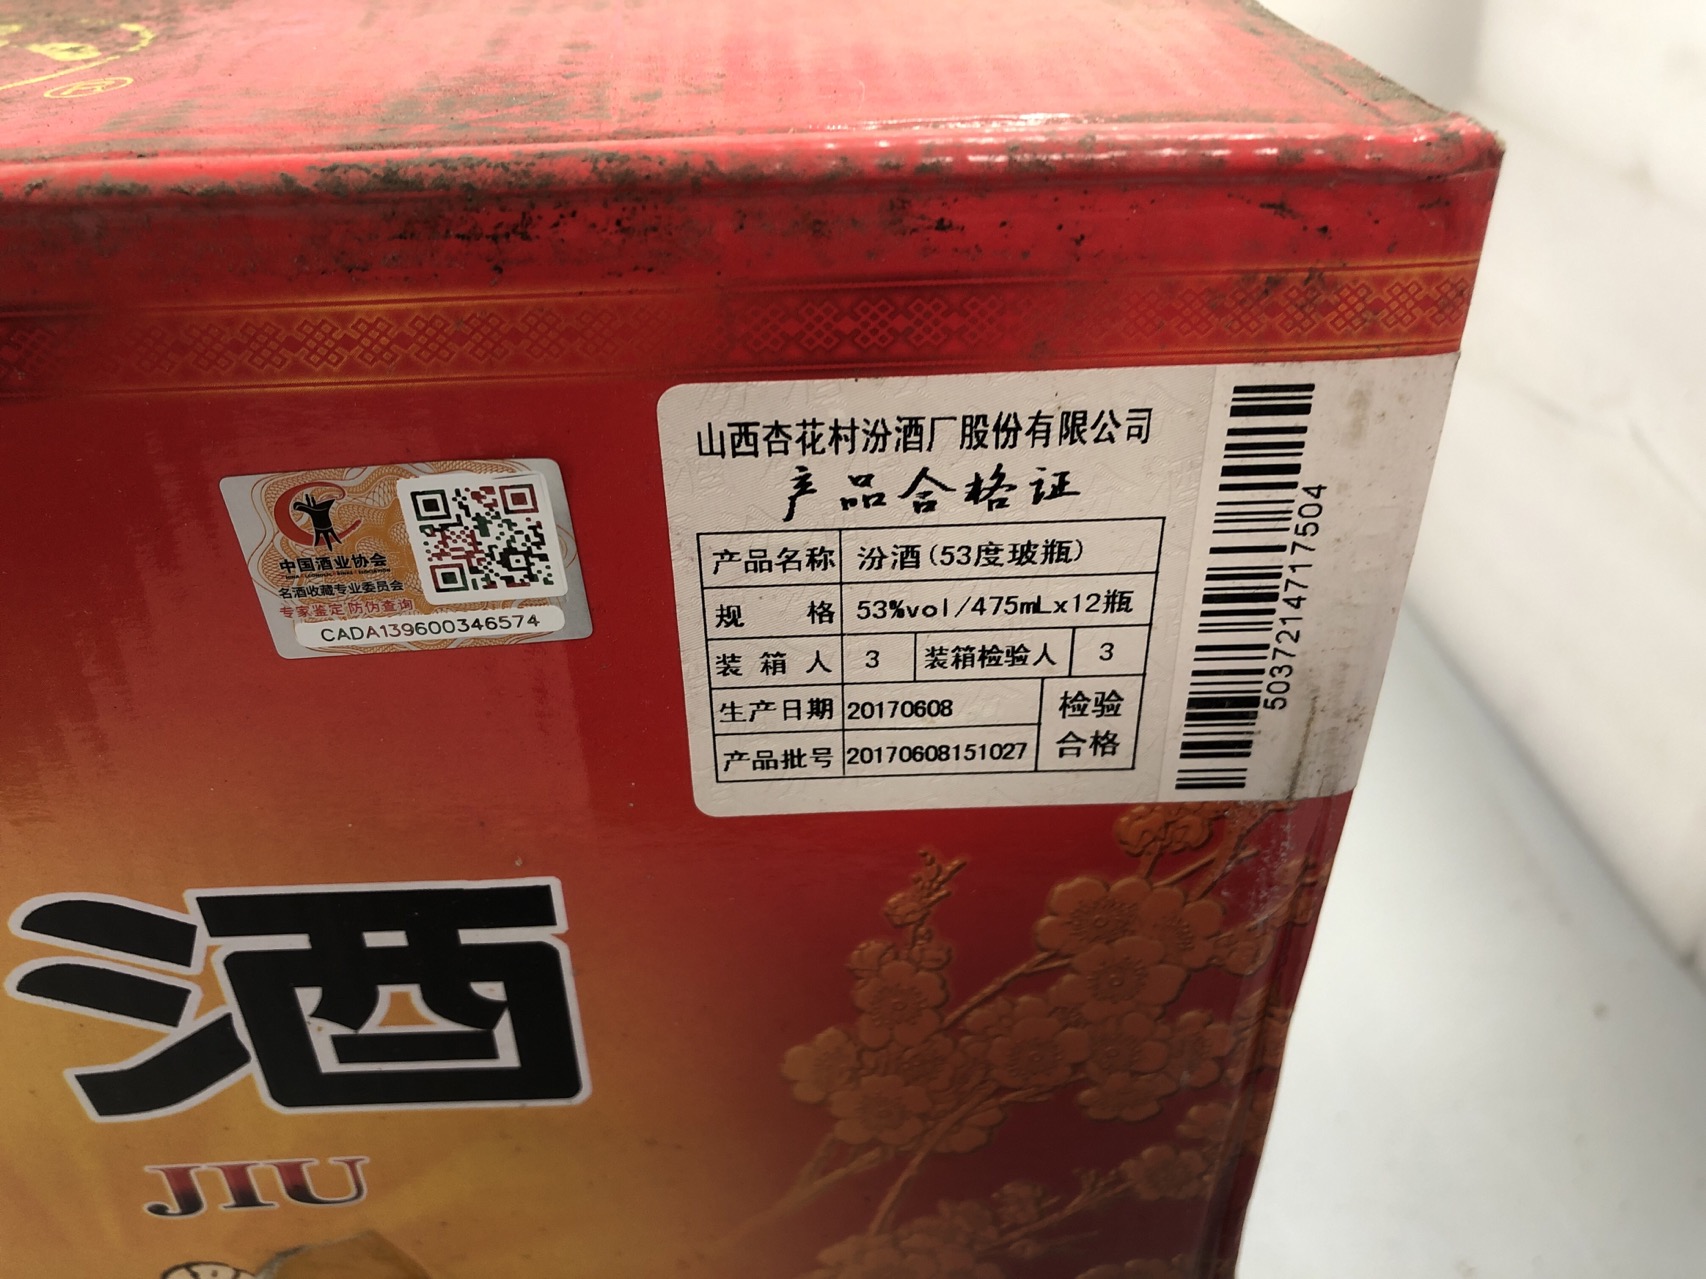 ®
中国酒业协会
名酒收藏专业委员会
专家鉴定 防伪查询
CADA139600346574
山西杏花村汾酒厂股份有限公司
产品合格证
产品名称 汾酒(53度玻瓶)
规 格 53%vol/475mLx12瓶
装 箱 人 3 装箱检验人 3
生产日期 20170608
产品批号 20170608151027
检验
合格
503721471 7504
酒
JIU